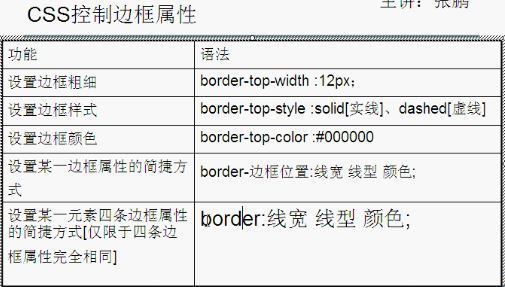 主讲：张鹏
CSS控制边框属性
功能 语法
设置边框粗细 border-top-width :12px；
设置边框样式 border-top-style :solid[实线]、dashed[虚线]
设置边框颜色 border-top-color :#000000
设置某一边框属性的简捷方
式
border-边框位置:线宽 线型 颜色;
设置某一元素四条边框属性
的简捷方式[仅限于四条边
框属性完全相同]
border:线宽 线型 颜色;